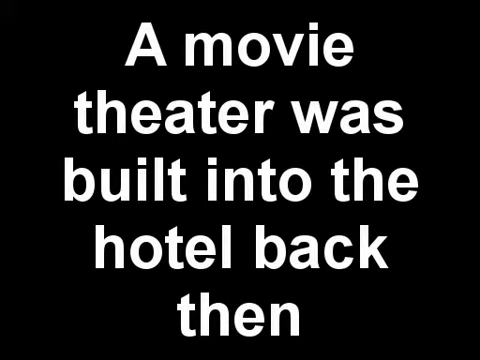 A movie
theater was
built into the
hotel back
then